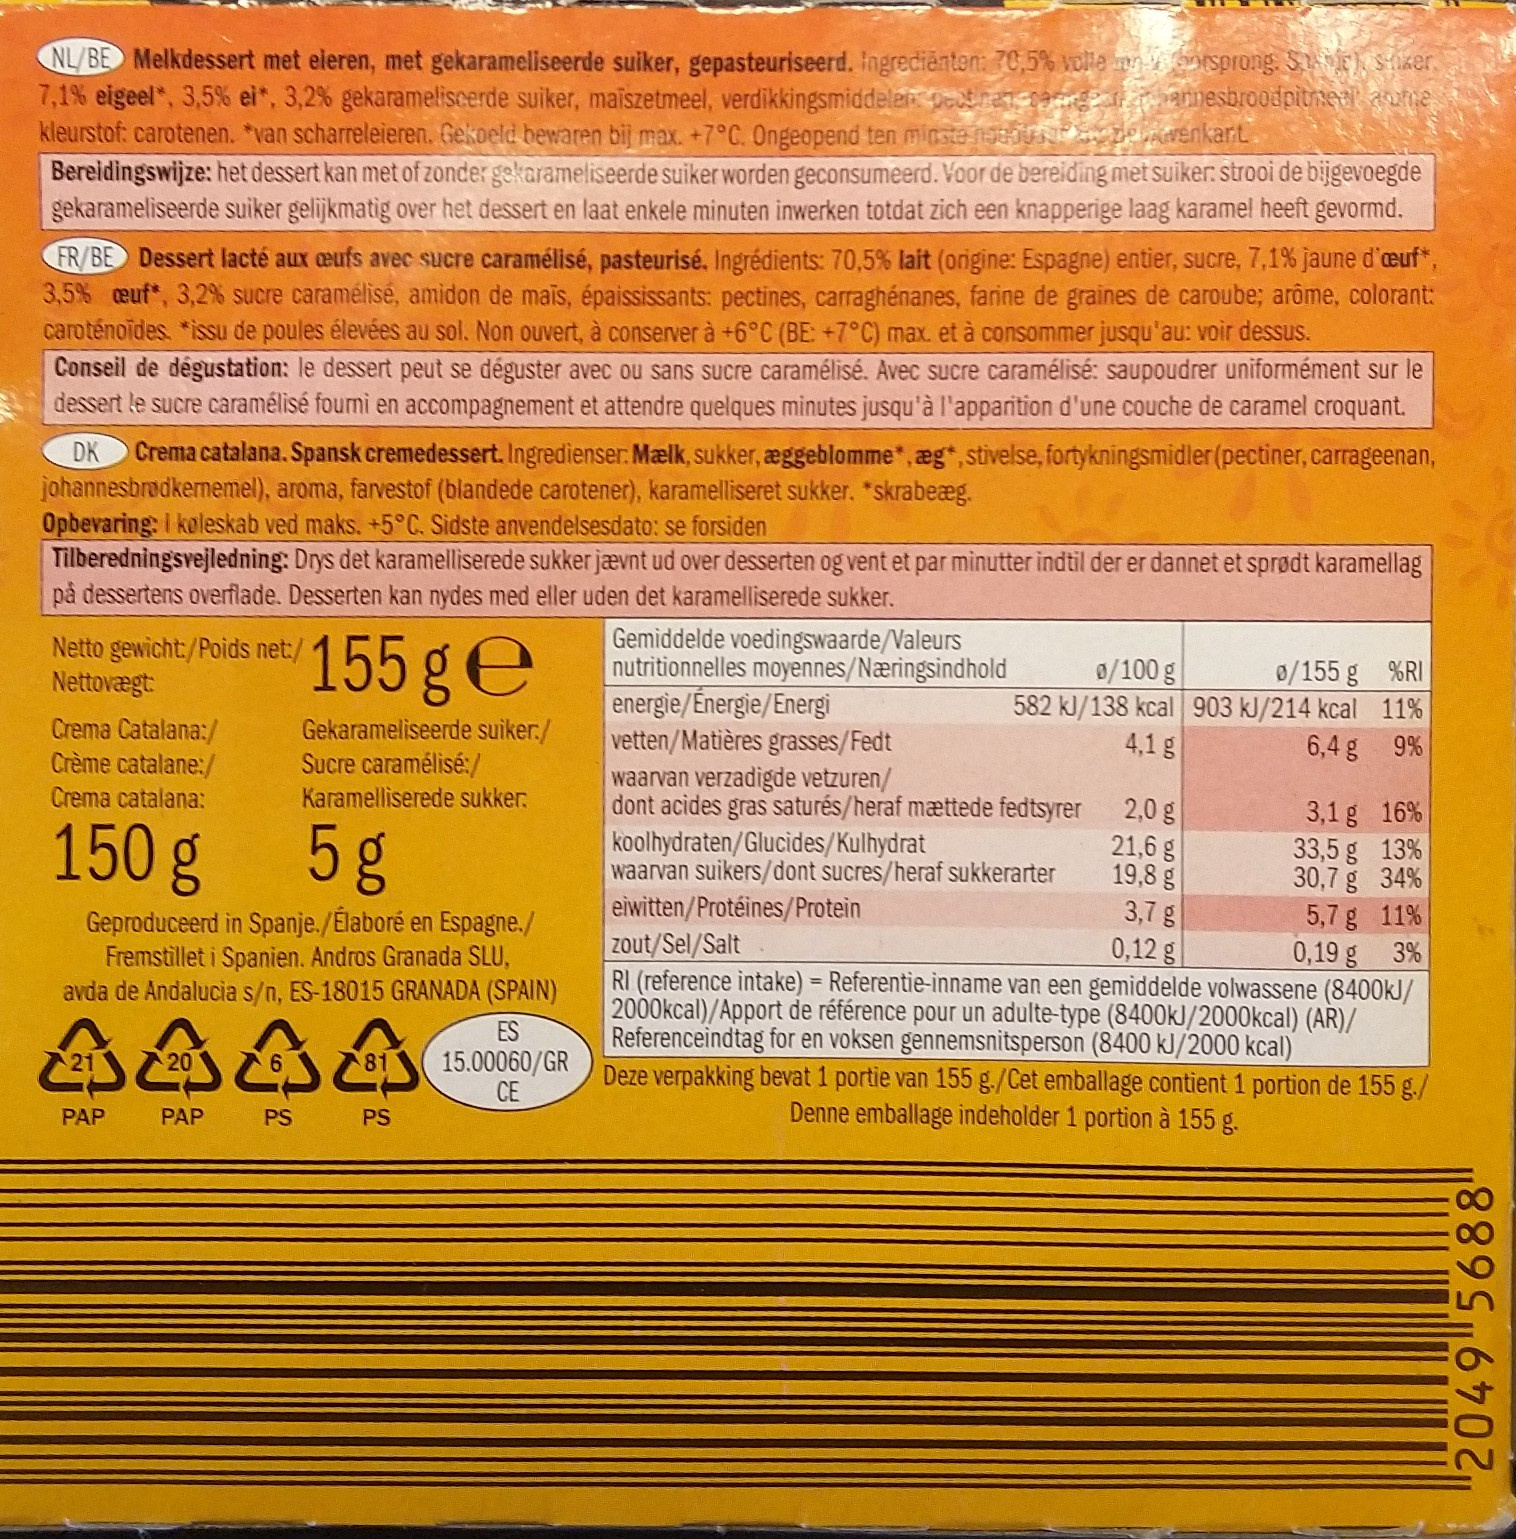 NL/BE Melkdessert met eieren, met gekarameliseerde suiker, gepasteuriseerd. Ingrediënten: 70,5% volle suiker,
7,1% eigeel*, 3,5% ei*, 3,2% gekarameliseerde suiker, maïszetmeel, verdikkingsmiddelen: aroma
kleurstof: carotenen. *van scharreleieren. Gekoeld bewaren bij max. +7°C. Ongeopend ten minste
Bereidingswijze: het dessert kan met of zonder gekarameliseerde suiker worden geconsumeerd. Voor de bereiding met suiker: strooi de bijgevoegde
gekarameliseerde suiker gelijkmatig over het dessert en laat enkele minuten inwerken totdat zich een knapperige laag karamel heeft gevormd.
FR/BE Dessert lacté aux œufs avec sucre caramélisé, pasteurisé. Ingrédients: 70,5% lait (origine: Espagne) entier, sucre, 7,1% jaune d'œuf*,
3,5% œuf*, 3,2% sucre caramélisé, amidon de maïs, épaississants: pectines, carraghénanes, farine de graines de caroube; arôme, colorant:
caroténoïdes. *issu de poules élevées au sol. Non ouvert, à conserver à +6°C (BE: +7°C) max. et à consommer jusqu'au: voir dessus.
Conseil de dégustation: le dessert peut se déguster avec ou sans sucre caramélisé. Avec sucre caramélisé: saupoudrer uniformément sur le
dessert le sucre caramélisé fourni en accompagnement et attendre quelques minutes jusqu'à l'apparition d'une couche de caramel croquant.
DK Crema catalana. Spansk cremedessert. Ingredienser: Mælk, sukker, æggeblomme*, æg*, stivelse, fortykningsmidler (pectiner, carrageenan,
johannesbrødkernemel), aroma, farvestof (blandede carotener), karamelliseret sukker. *skrabeæg.
Opbevaring: I køleskab ved maks. +5°C. Sidste anvendelsesdato: se forsiden
Tilberedningsvejledning: Drys det karamelliserede sukker jævnt ud over desserten og vent et par minutter indtil der er dannet et sprødt karamellag
på dessertens overflade. Desserten kan nydes med eller uden det karamelliserede sukker.
Netto gewicht:/Poids net:/
Nettovægt:
155 g e
Crema Catalana:/
Crème catalane:/
Crema catalana:
150 g
Gekarameliseerde suiker:/
Sucre caramélisé:/
Karamelliserede sukker:
5 g
Geproduceerd in Spanje./Élaboré en Espagne./
Fremstillet i Spanien. Andros Granada SLU,
avda de Andalucia s/n, ES-18015 GRANADA (SPAIN)
21 20 6 81
PAP PAP PS PS
ES
15.00060/GR
CE
Gemiddelde voedingswaarde/Valeurs
nutritionnelles moyennes/Næringsindhold ø/100 g ø/155 g %RI
energie/Énergie/Energi 582 kJ/138 kcal 903 kJ/214 kcal 11%
vetten/Matières grasses/Fedt 4,1 g 6,4 g 9%
waarvan verzadigde vetzuren/
dont acides gras saturés/heraf mættede fedtsyrer 2,0 g 3,1 g 16%
koolhydraten/Glucides/Kulhydrat 21,6 g 33,5 g 13%
waarvan suikers/dont sucres/heraf sukkerarter 19,8 g 30,7 g 34%
eiwitten/Protéines/Protein 3,7 g 5,7 g 11%
zout/Sel/Salt 0,12 g 0,19 g 3%
RI (reference intake) = Referentie-inname van een gemiddelde volwassene (8400kJ/
2000kcal)/Apport de référence pour un adulte-type (8400kJ/2000kcal) (AR)/
Referenceindtag for en voksen gennemsnitsperson (8400 kJ/2000 kcal)
Deze verpakking bevat 1 portie van 155 g./Cet emballage contient 1 portion de 155 g./
Denne emballage indeholder 1 portion à 155 g.
2049 5688